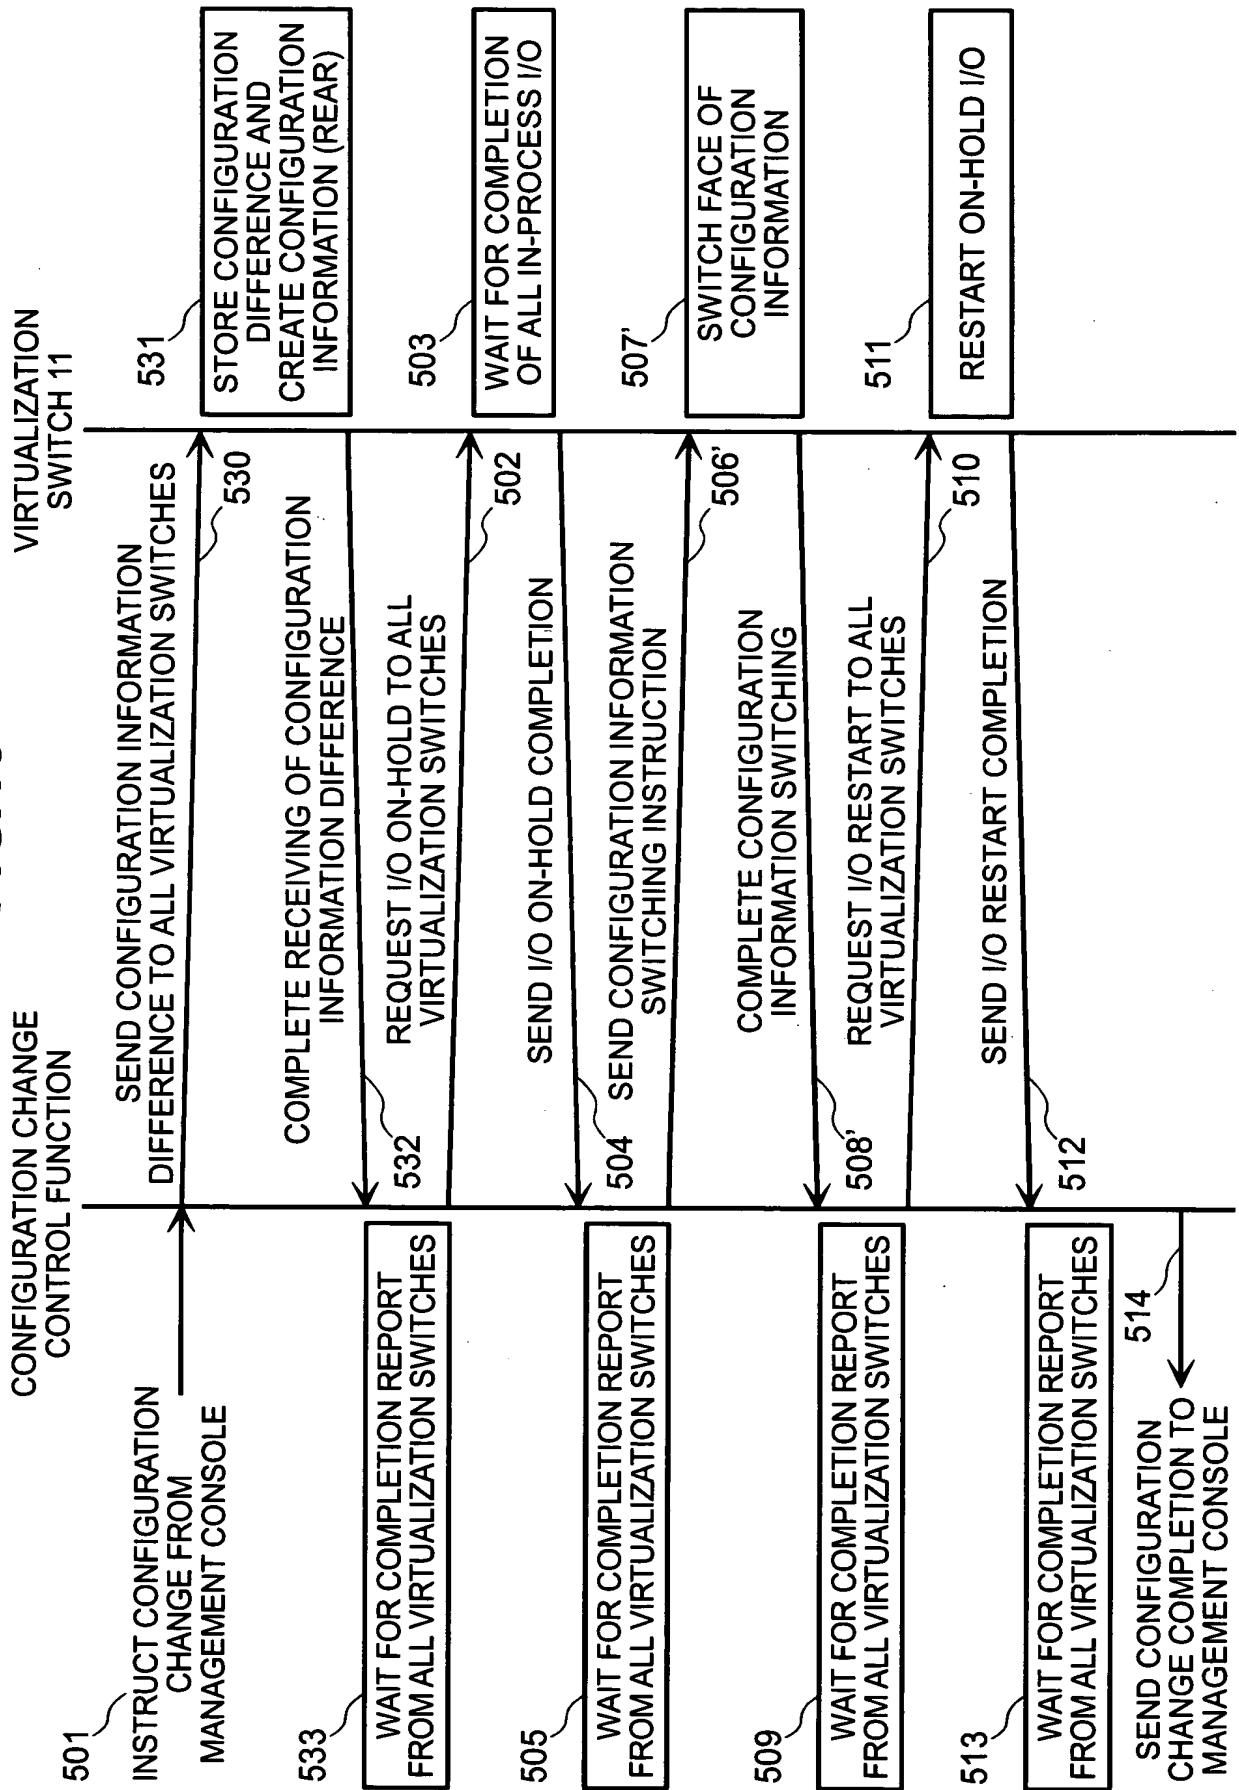 CONFIGURATION CHANGE
CONTROL FUNCTION
VIRTUALIZATION
SWITCH 11
501
INSTRUCT CONFIGURATION
CHANGE FROM
MANAGEMENT CONSOLE
SEND CONFIGURATION INFORMATION
DIFFERENCE TO ALL VIRTUALIZATION SWITCHES
530
531
STORE CONFIGURATION
DIFFERENCE AND
CREATE CONFIGURATION
INFORMATION (REAR)
COMPLETE RECEIVING OF CONFIGURATION
INFORMATION DIFFERENCE
532
533
WAIT FOR COMPLETION REPORT
FROM ALL VIRTUALIZATION SWITCHES
REQUEST I/O ON-HOLD TO ALL
VIRTUALIZATION SWITCHES
502
503
WAIT FOR COMPLETION
OF ALL IN-PROCESS I/O
SEND I/O ON-HOLD COMPLETION
504
505
WAIT FOR COMPLETION REPORT
FROM ALL VIRTUALIZATION SWITCHES
SEND CONFIGURATION INFORMATION
SWITCHING INSTRUCTION
506'
507'
SWITCH FACE OF
CONFIGURATION
INFORMATION
COMPLETE CONFIGURATION
INFORMATION SWITCHING
508'
509
WAIT FOR COMPLETION REPORT
FROM ALL VIRTUALIZATION SWITCHES
REQUEST I/O RESTART TO ALL
VIRTUALIZATION SWITCHES
510
511
RESTART ON-HOLD I/O
SEND I/O RESTART COMPLETION
512
513
WAIT FOR COMPLETION REPORT
FROM ALL VIRTUALIZATION SWITCHES
514
SEND CONFIGURATION
CHANGE COMPLETION TO
MANAGEMENT CONSOLE